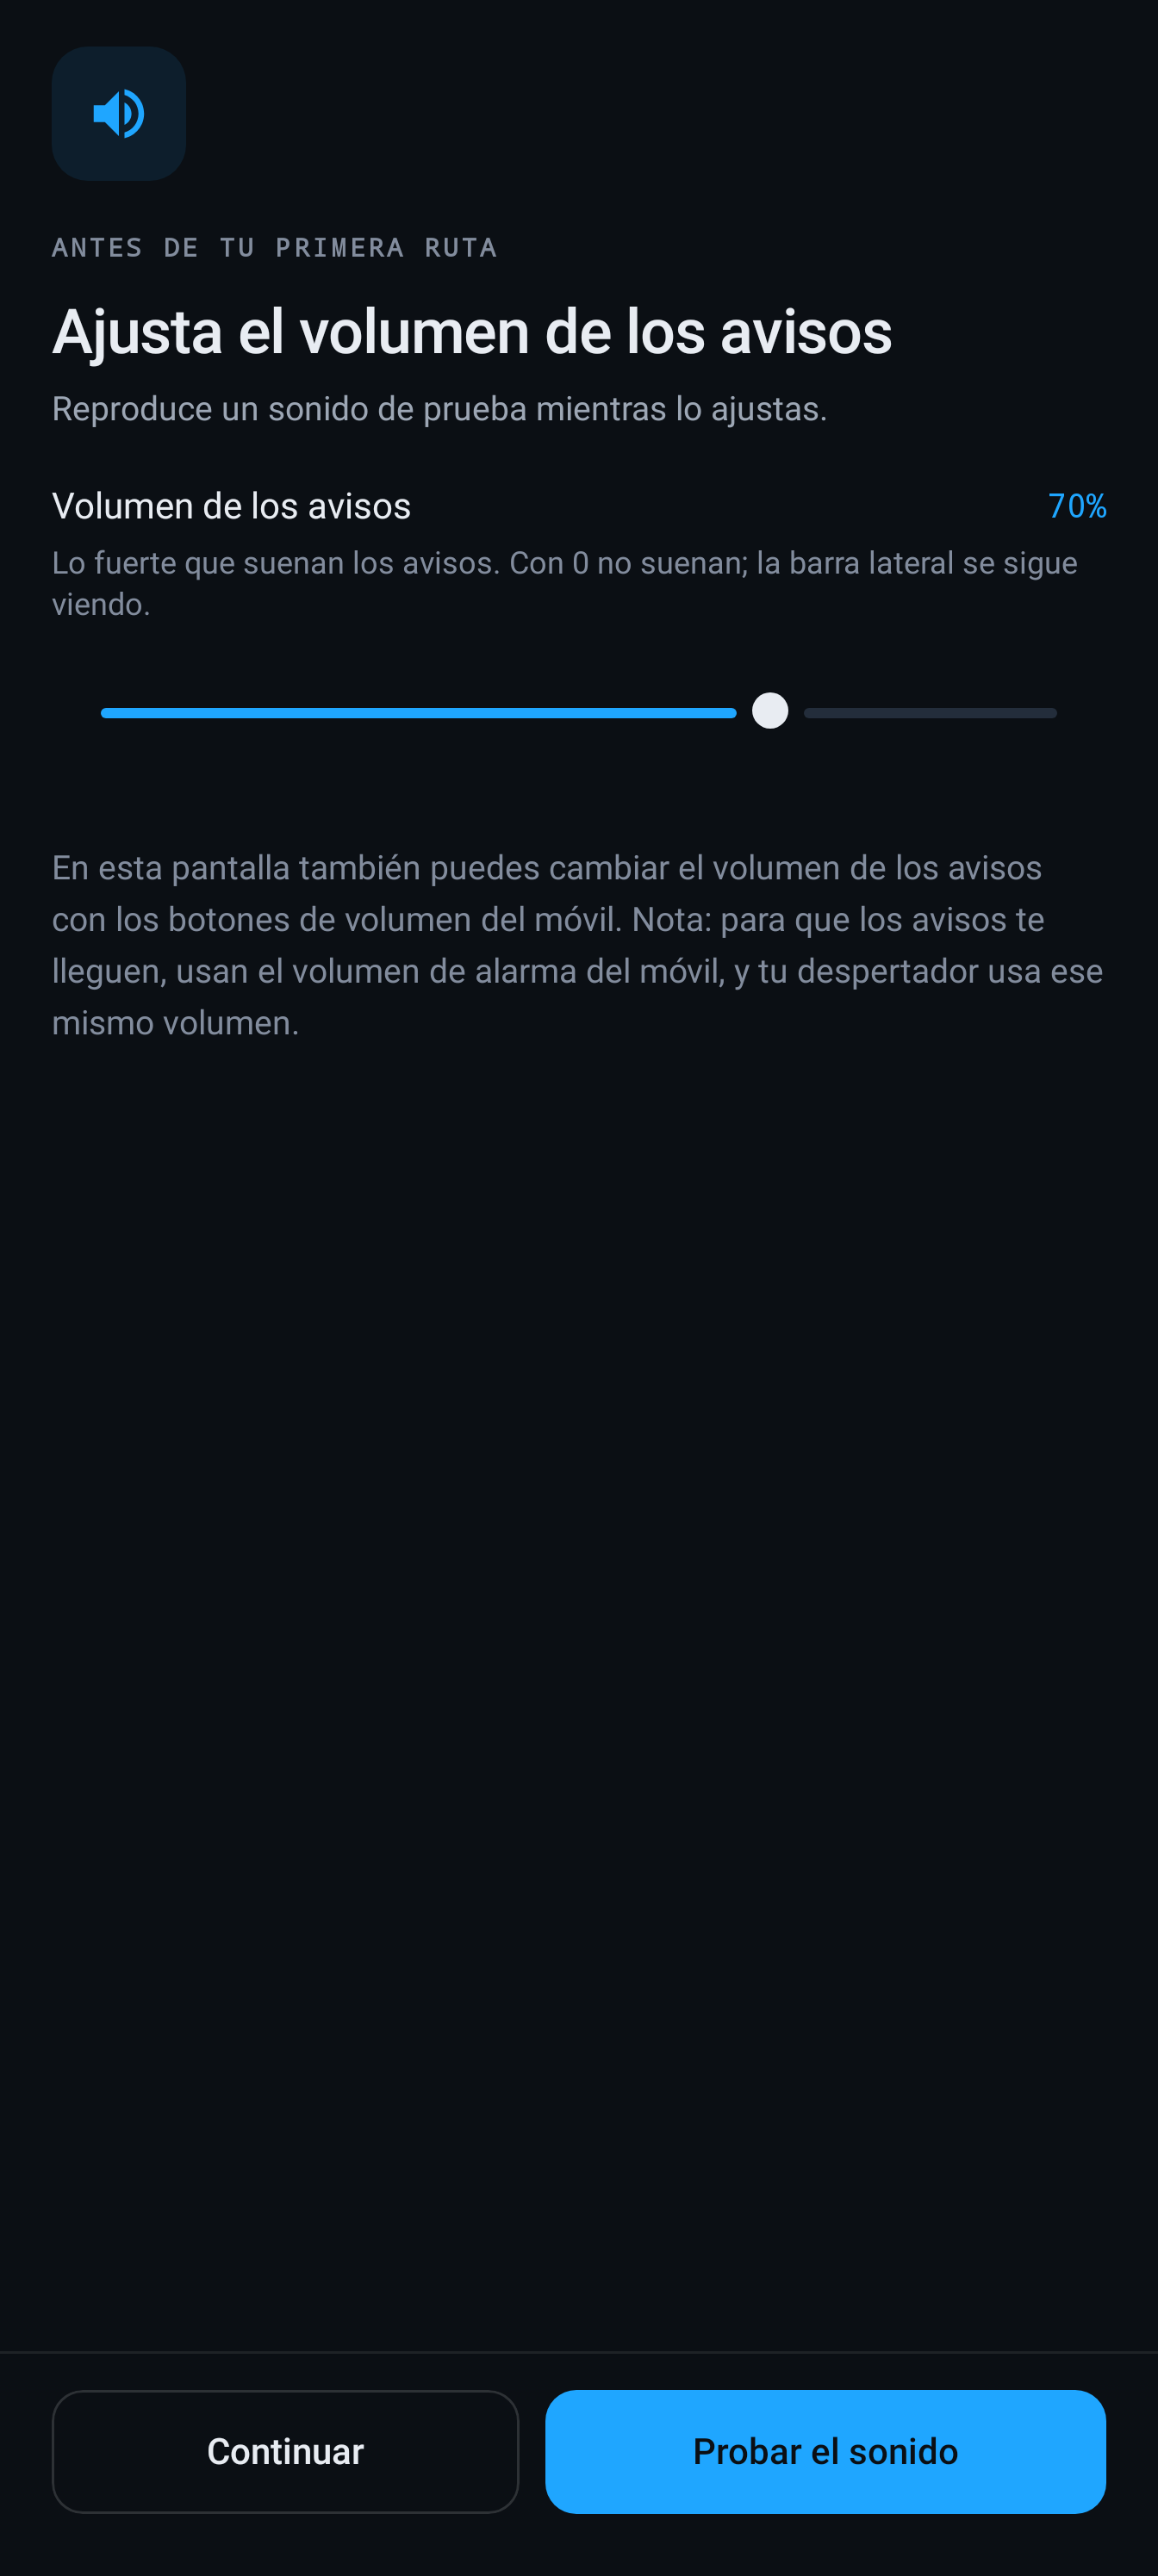 ANTES DE TU PRIMERA RUTA
Ajusta el volumen de los avisos
Reproduce un sonido de prueba mientras lo ajustas.
Volumen de los avisos 70%
Lo fuerte que suenan los avisos. Con 0 no suenan; la barra lateral se sigue
viendo.
En esta pantalla también puedes cambiar el volumen de los avisos
con los botones de volumen del móvil. Nota: para que los avisos te
lleguen, usan el volumen de alarma del móvil, y tu despertador usa ese
mismo volumen.
Continuar Probar el sonido